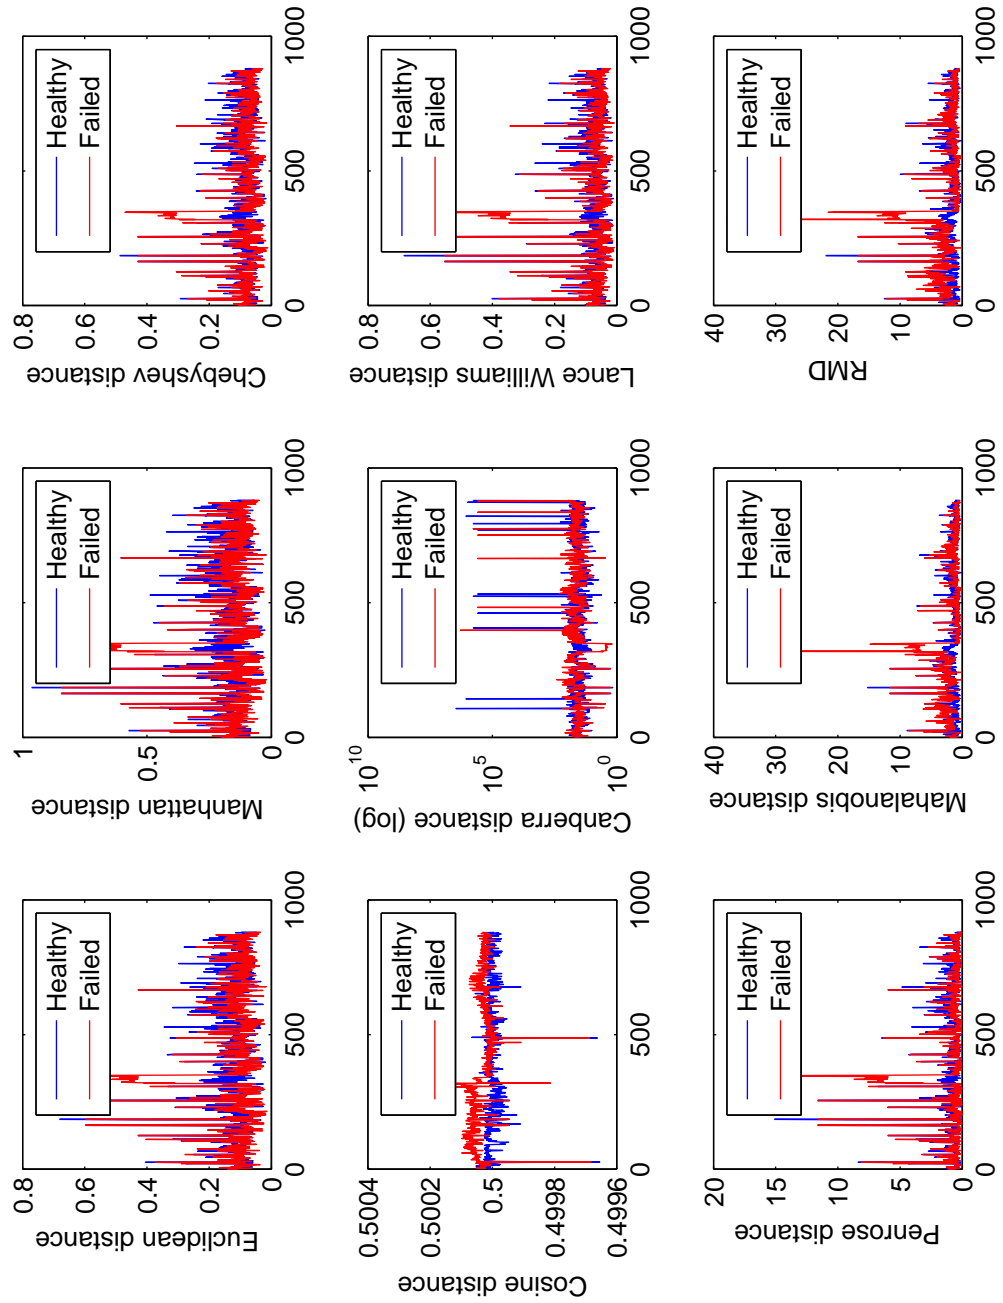 Euclidean distance
0.8
0.6
0.4
0.2
0
0
500
1000
Healthy
Failed
Manhattan distance
1
0.5
0
0
500
1000
Healthy
Failed
Chebyshev distance
0.8
0.6
0.4
0.2
0
0
500
1000
Healthy
Failed
Cosine distance
0.5004
0.5002
0.5
0.4998
0.4996
0
500
1000
Healthy
Failed
Canberra distance (log)
10^10
10^5
10^0
0
500
1000
Healthy
Failed
Lance Williams distance
0.8
0.6
0.4
0.2
0
0
500
1000
Healthy
Failed
Penrose distance
20
15
10
5
0
0
500
1000
Healthy
Failed
Mahalanobis distance
40
30
20
10
0
0
500
1000
Healthy
Failed
RMD
40
30
20
10
0
0
500
1000
Healthy
Failed